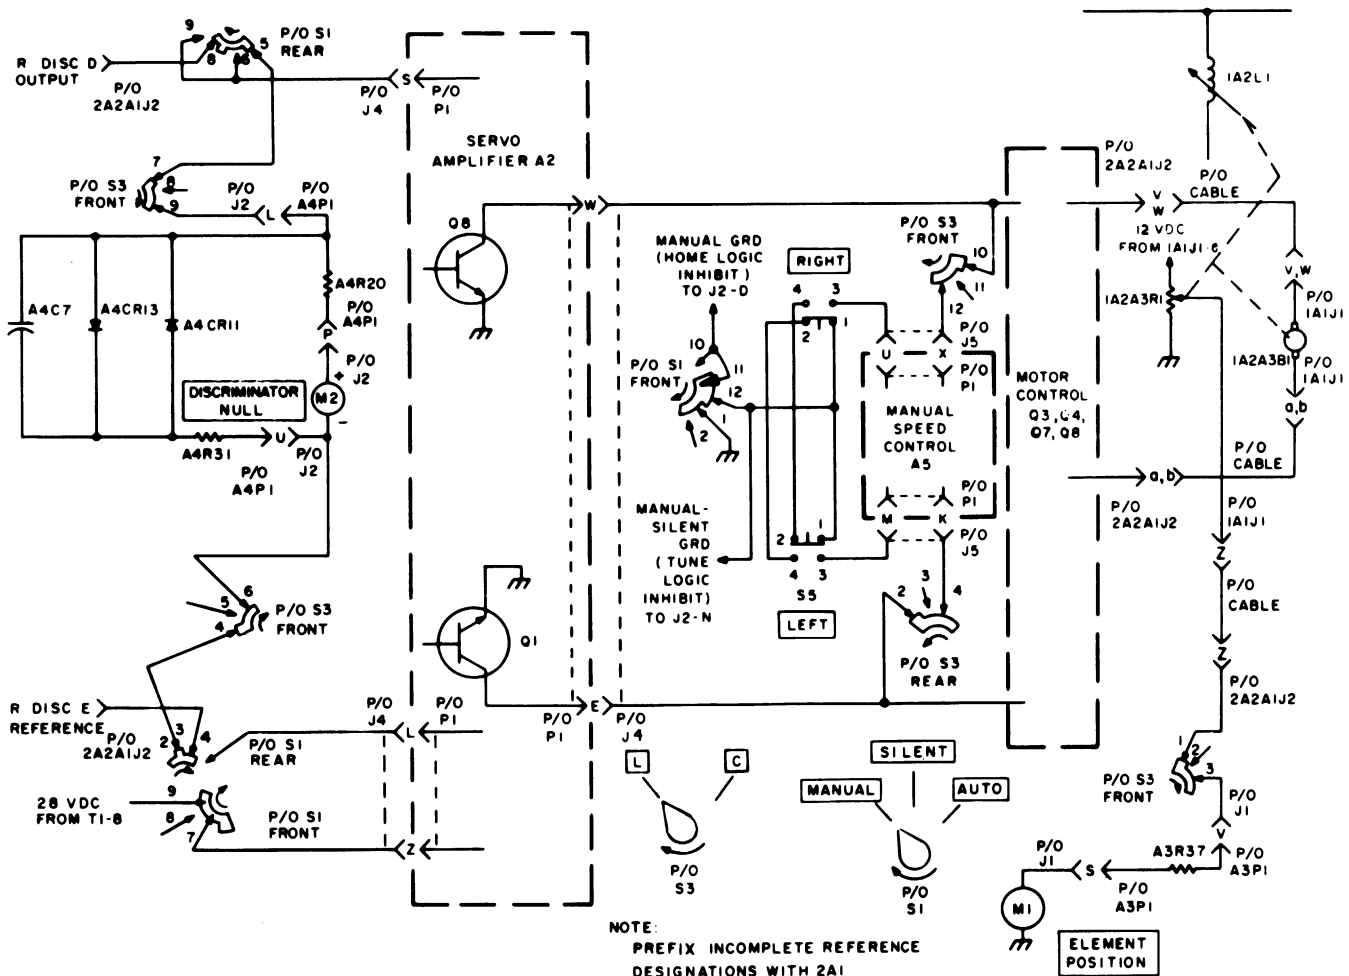 9
P/O S1
REAR
8
6
5
R DISC D
OUTPUT
P/O
2A2A1J2
P/O
J4
S
P/O
P1
SERVO
AMPLIFIER A2
7
P/O S3
FRONT
8
9
P/O
J2
L
P/O
A4P1
A4C7
A4CR13
A4CR11
A4R20
P/O
A4P1
P
P/O
J2
+
M2
-
DISCRIMINATOR
NULL
A4R31
U
P/O
J2
P/O
A4P1
6
5
4
P/O S3
FRONT
R DISC E
REFERENCE
P/O
2A2A1J2
2
3
4
P/O S1
REAR
P/O
J4
L
P/O
P1
28 VDC
FROM T1-8
9
8
7
P/O S1
FRONT
Z
Q8
W
Q1
P/O
P1
E
P/O
J4
MANUAL GRD
(HOME LOGIC
INHIBIT)
TO J2-D
10
P/O S1
FRONT
11
12
1
2
MANUAL-
SILENT
GRD
(TUNE
LOGIC
INHIBIT)
TO J2-N
RIGHT
4
3
2
1
2
1
4
3
S5
LEFT
P/O S3
FRONT
10
11
12
P/O
J5
U
X
P/O
P1
MANUAL
SPEED
CONTROL
A5
P/O
P1
M
K
P/O
J5
2
3
4
P/O S3
REAR
MOTOR
CONTROL
Q3, Q4,
Q7, Q8
1A2L1
P/O
2A2A1J2
P/O
CABLE
V
W
12 VDC
FROM 1A1J1-6
1A2A3R1
V,W
P/O
1A1J1
1A2A3B1
P/O
1A1J1
a,b
P/O
CABLE
a,b
P/O
2A2A1J2
P/O
1A1J1
Z
P/O
CABLE
Z
P/O
2A2A1J2
1
2
3
P/O S3
FRONT
P/O
J1
V
P/O
A3P1
A3R37
P/O
J1
S
P/O
A3P1
M1
ELEMENT
POSITION
L
C
P/O
S3
SILENT
MANUAL
AUTO
P/O
S1
NOTE:
PREFIX INCOMPLETE REFERENCE
DESIGNATIONS WITH 2A1